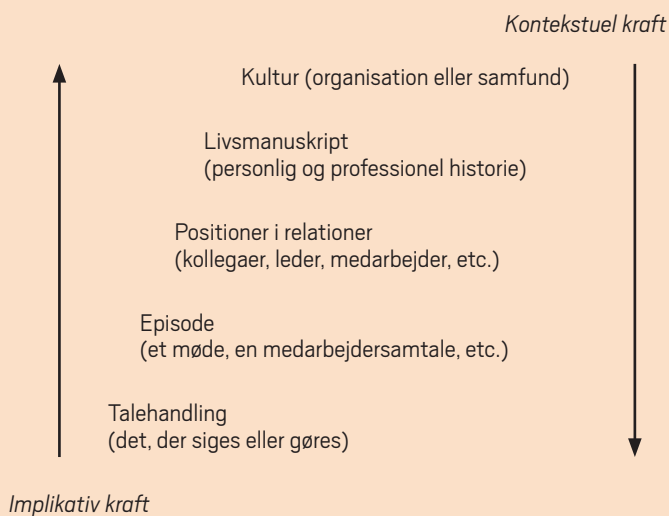 Kontekstuel kraft
Kultur (organisation eller samfund)
Livsmanuskript
(personlig og professionel historie)
Positioner i relationer
(kollegaer, leder, medarbejder, etc.)
Episode
(et møde, en medarbejdersamtale, etc.)
Talehandling
(det, der siges eller gøres)
Implikativ kraft